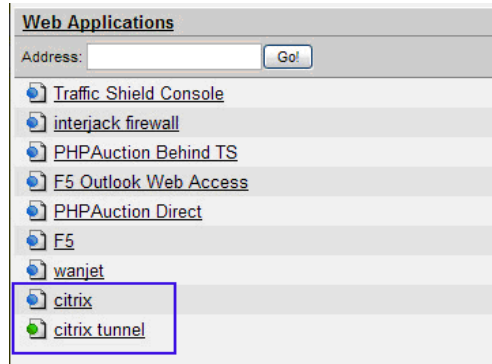 Web Applications
Address: Go!
Traffic Shield Console
interjack firewall
PHPAuction Behind TS
F5 Outlook Web Access
PHPAuction Direct
F5
wanjet
citrix
citrix tunnel